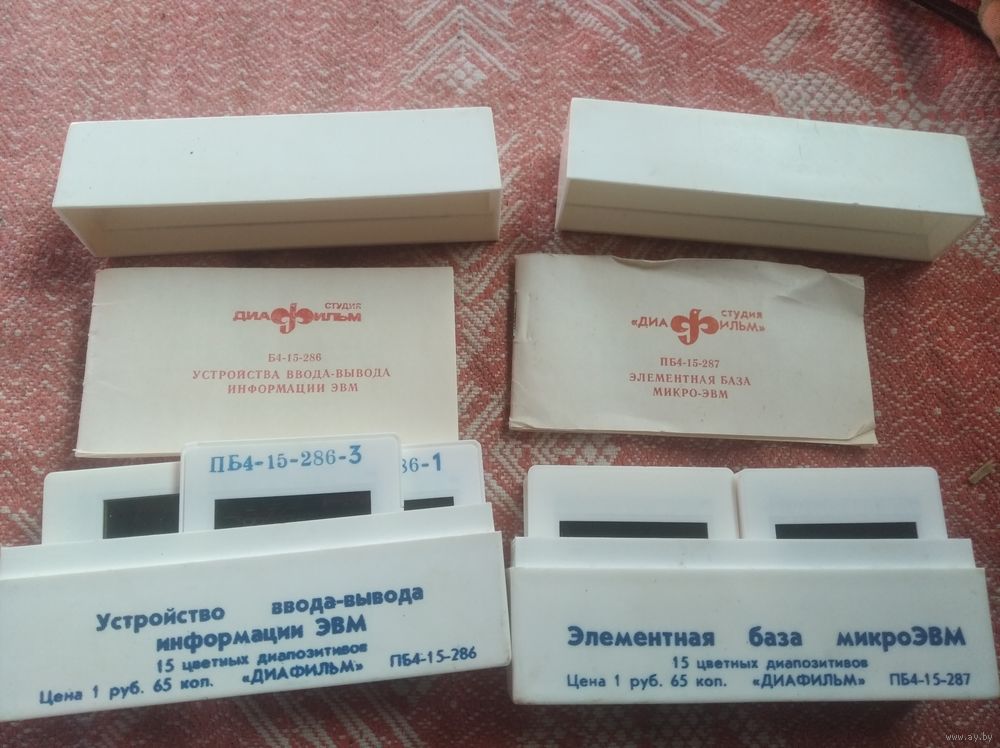 СТУДИЯ
ДИАФИЛЬМ
Б4-15-286
УСТРОЙСТВА ВВОДА-ВЫВОДА
ИНФОРМАЦИИ ЭВМ
СТУДИЯ
«ДИАФИЛЬМ»
ПБ4-15-287
ЭЛЕМЕНТНАЯ БАЗА
МИКРО-ЭВМ
ПБ4-15-286-3
86-1
Устройство ввода-вывода
информации ЭВМ
15 цветных диапозитивов
Цена 1 руб. 65 коп. «ДИАФИЛЬМ» ПБ4-15-286
Элементная база микроЭВМ
15 цветных диапозитивов
Цена 1 руб. 65 коп. «ДИАФИЛЬМ» ПБ4-15-287
www.ay.by